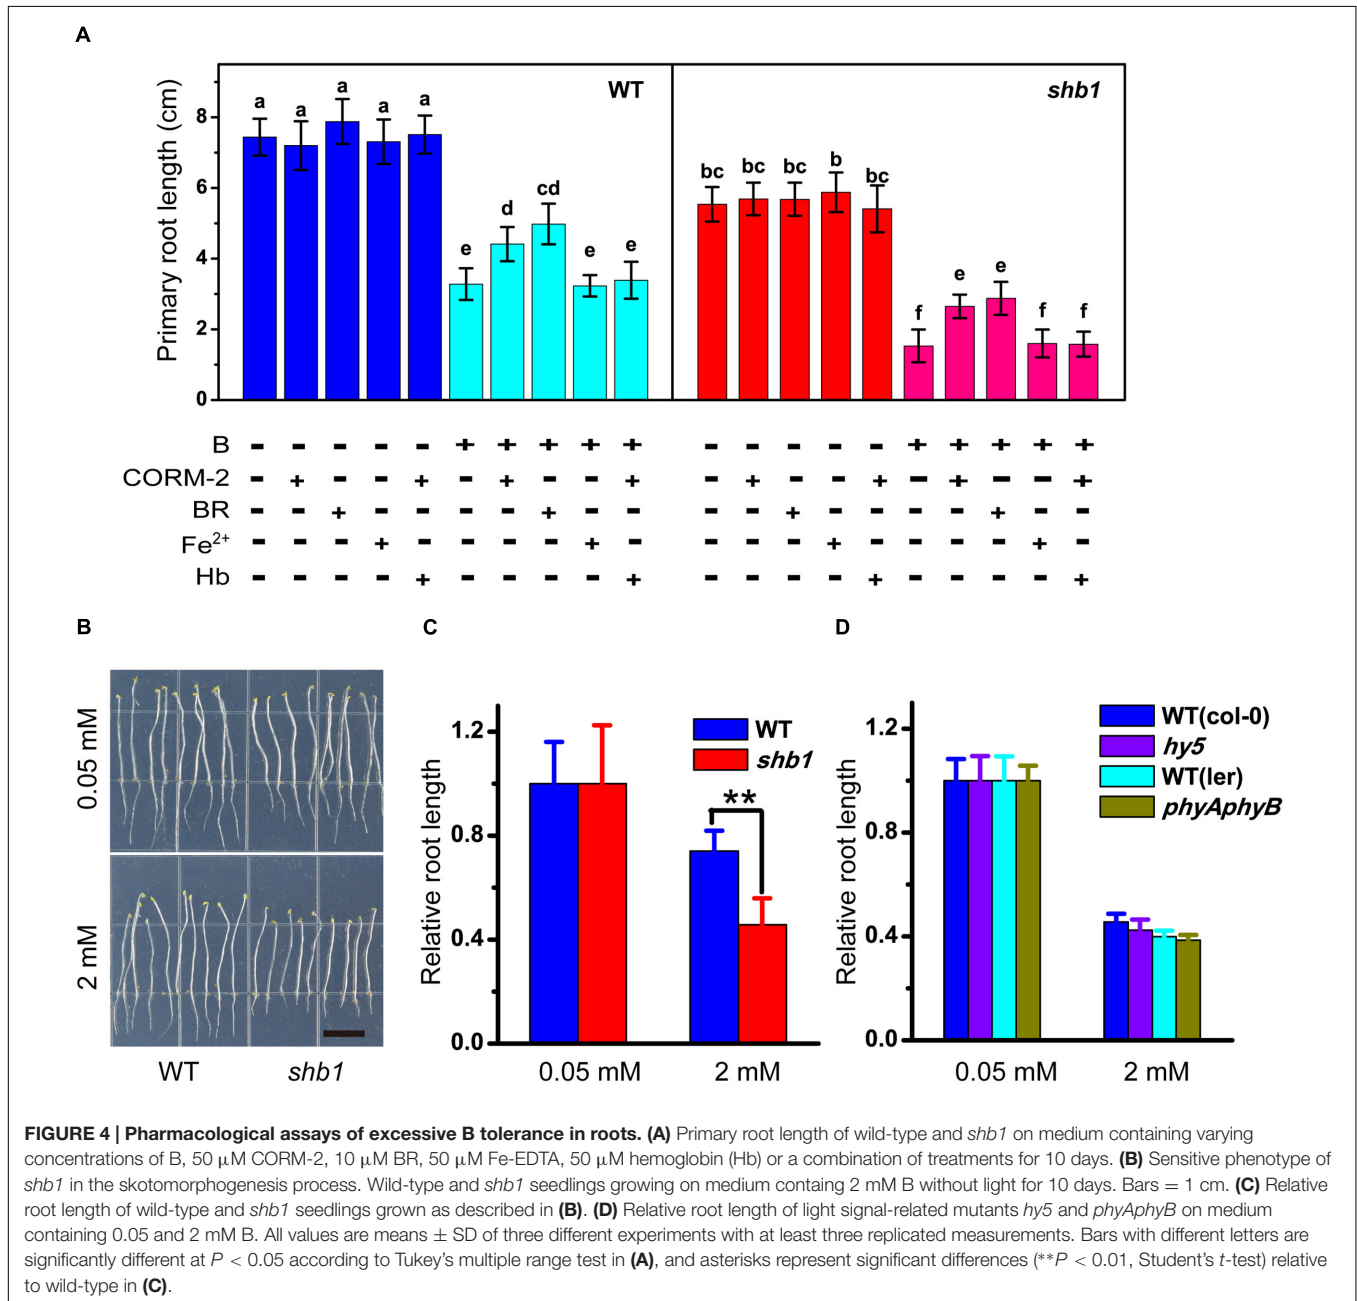 A
WT
shb1
Primary root length (cm)
8
6
4
2
0
a a a a a e d cd e e
bc bc bc b bc f e e f f
B - - - - - + + + + + - - - - - + + + + +
CORM-2 - + - - + - + - - + - + - - + - + - - +
BR - - + - - - - + - - - - + - - - - + - -
Fe2+ - - - + - - - - + - - - - + - - - - + -
Hb - - - - + - - - - + - - - - + - - - - +
B
0.05 mM
2 mM
WT
shb1
C
Relative root length
1.2
0.8
0.4
0.0
WT
shb1
**
0.05 mM
2 mM
D
Relative root length
1.2
0.8
0.4
0.0
WT(col-0)
hy5
WT(ler)
phyAphyB
0.05 mM
2 mM
FIGURE 4 | Pharmacological assays of excessive B tolerance in roots. (A) Primary root length of wild-type and shb1 on medium containing varying
concentrations of B, 50 μM CORM-2, 10 μM BR, 50 μM Fe-EDTA, 50 μM hemoglobin (Hb) or a combination of treatments for 10 days. (B) Sensitive phenotype of
shb1 in the skotomorphogenesis process. Wild-type and shb1 seedlings growing on medium containg 2 mM B without light for 10 days. Bars = 1 cm. (C) Relative
root length of wild-type and shb1 seedlings grown as described in (B). (D) Relative root length of light signal-related mutants hy5 and phyAphyB on medium
containing 0.05 and 2 mM B. All values are means ± SD of three different experiments with at least three replicated measurements. Bars with different letters are
significantly different at P < 0.05 according to Tukey's multiple range test in (A), and asterisks represent significant differences (**P < 0.01, Student's t-test) relative
to wild-type in (C).